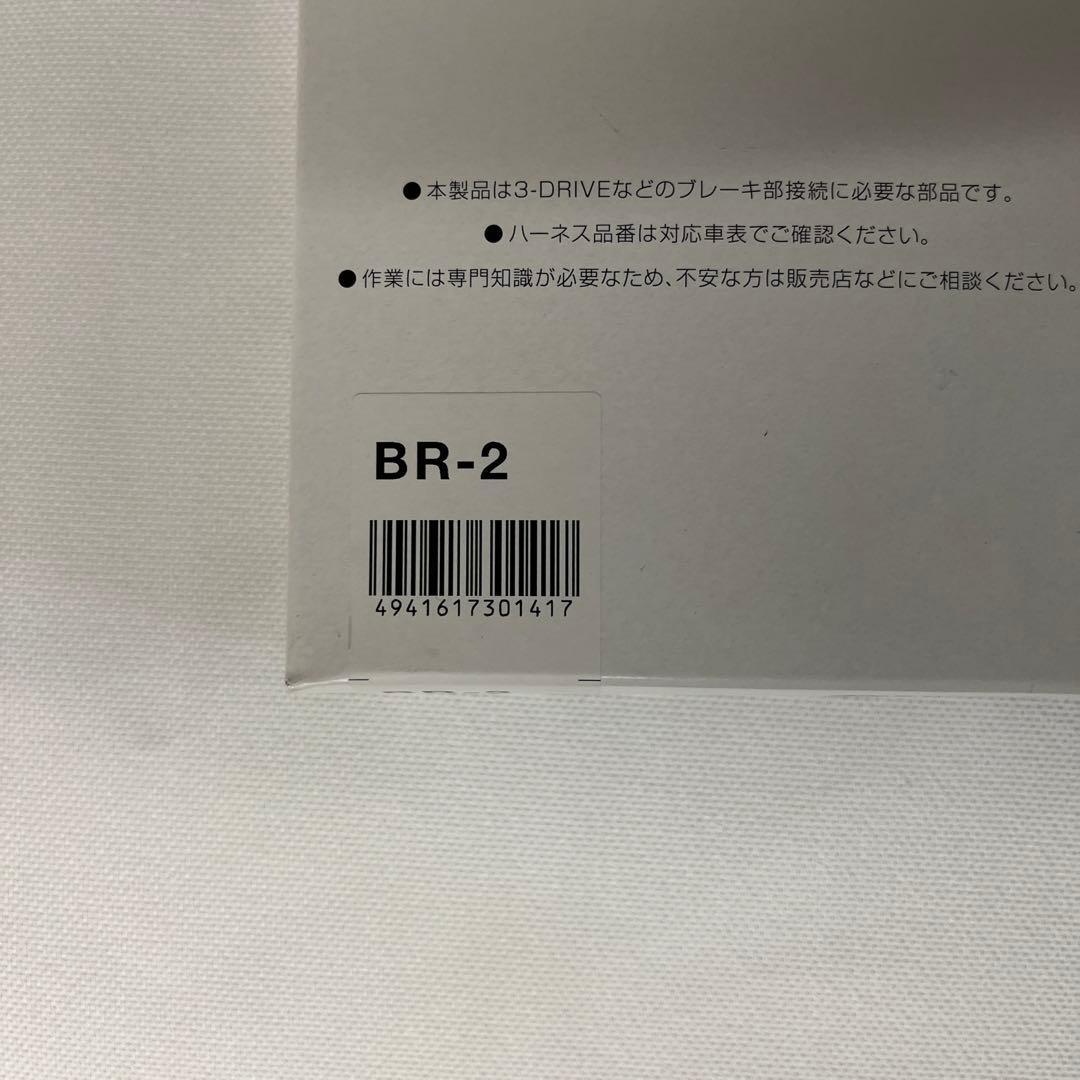 ●本製品は3-DRIVEなどのブレーキ部接続に必要な部品です。
●ハーネス品番は対応車表でご確認ください。
●作業には専門知識が必要なため、不安な方は販売店などにご相談ください。
BR-2
4941617301417
BR-2